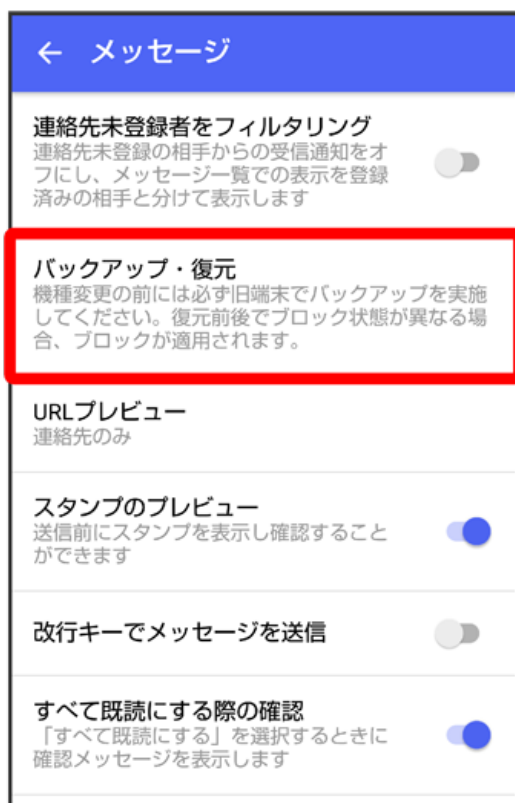 メッセージ
連絡先未登録者をフィルタリング
連絡先未登録の相手からの受信通知をオ
フにし、メッセージ一覧での表示を登録
済みの相手と分けて表示します
バックアップ・復元
機種変更の前には必ず旧端末でバックアップを実施
してください。復元前後でブロック状態が異なる場
合、ブロックが適用されます。
URLプレビュー
連絡先のみ
スタンプのプレビュー
送信前にスタンプを表示し確認すること
ができます
改行キーでメッセージを送信
すべて既読にする際の確認
「すべて既読にする」を選択するときに
確認メッセージを表示します